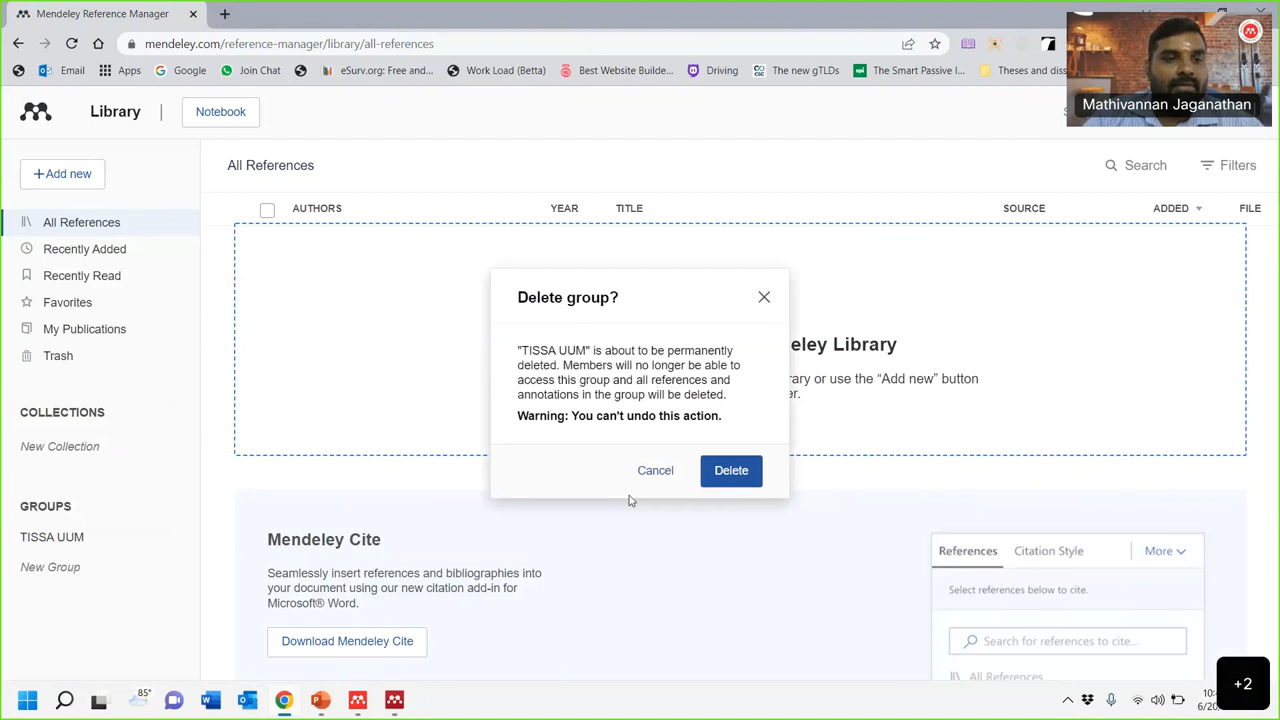 Mendeley Reference Manager
mendeley.com/reference-manager/library/all-references
Email
Apps
Google
Join Chat
eSurvey: Free and...
Work Load (Beta)
Best Website Builde...
Driving
The new gTLDs
The Smart Passive I...
Theses and dis
Mathivannan Jaganathan
Library
Notebook
+Add new
All References
Search
Filters
AUTHORS
YEAR
TITLE
SOURCE
ADDED
FILE
All References
Recently Added
Recently Read
Favorites
My Publications
Trash
COLLECTIONS
New Collection
GROUPS
TISSA UUM
New Group
Delete group?
"TISSA UUM" is about to be permanently
deleted. Members will no longer be able to
access this group and all references and
annotations in the group will be deleted.
Warning: You can't undo this action.
Cancel
Delete
eley Library
rary or use the “Add new” button
er.
Mendeley Cite
Seamlessly insert references and bibliographies into
your document using our new citation add-in for
Microsoft® Word.
Download Mendeley Cite
References
Citation Style
More
Select references below to cite.
Search for references to cite...
All References
85°
10:
6/20
+2